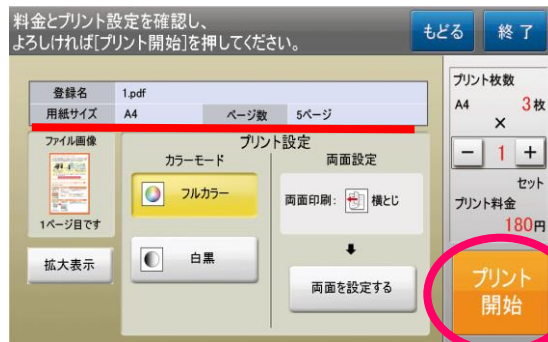 料金とプリント設定を確認し、
よろしければ[プリント開始]を押してください。
もどる
終了
登録名 1.pdf
用紙サイズ A4 ページ数 5ページ
ファイル画像
1ページ目です
拡大表示
プリント設定
カラーモード
フルカラー
白黒
両面設定
両面印刷: 横とじ
両面を設定する
プリント枚数
A4 3枚
×
− 1 +
セット
プリント料金
180円
プリント
開始